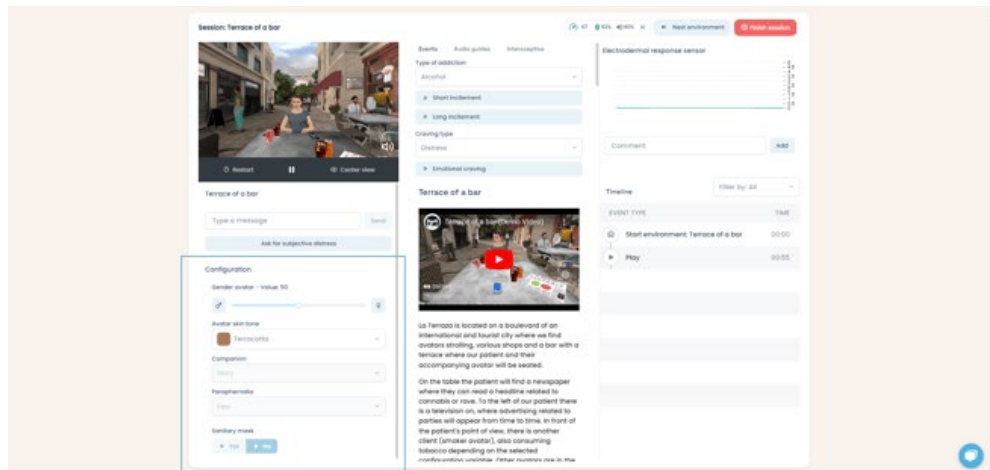 Session: Terrace of a bar
Next environment
Finish session
Restart
Center view
Terrace of a bar
Type a message
Send
Ask for subjective distress
Configuration
Gender avatar - Value: 50
Avatar skin tone
Terracotta
Companion
Paraphernalia
Sanitary mask
Yes
No
Events
Audio guides
Interoceptive
Type of addiction
Alcohol
Short incitement
Long incitement
Craving type
Distress
Emotional craving
Terrace of a bar
Terrace of a bar (Demo Video)
La Terraza is located on a boulevard of an
international and tourist city where we find
avatars strolling, various shops and a bar with a
terrace where our patient and their
accompanying avatar will be seated.
On the table the patient will find a newspaper
where they can read a headline related to
cannabis or rave. To the left of our patient there
is a television on, where advertising related to
parties will appear from time to time. In front of
the patient's point of view, there is another
client (smoker avatar), also consuming
tobacco depending on the selected
configuration variable. Other avatars are in the
Electrodermal response sensor
Comment
Add
Timeline
Filter by: All
EVENT TYPE
TIME
Start environment: Terrace of a bar
00:00
Play
00:55